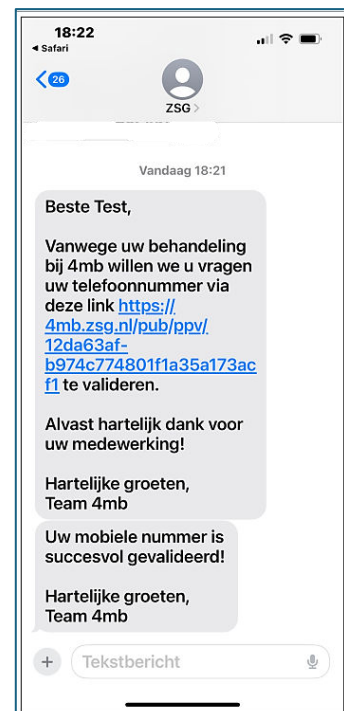 18:22
Safari
26
ZSG
Vandaag 18:21
Beste Test,
Vanwege uw behandeling
bij 4mb willen we u vragen
uw telefoonnummer via
deze link https://
4mb.zsg.nl/pub/ppv/
12da63af-
b974c774801f1a35a173ac
f1 te valideren.
Alvast hartelijk dank voor
uw medewerking!
Hartelijke groeten,
Team 4mb
Uw mobiele nummer is
succesvol gevalideerd!
Hartelijke groeten,
Team 4mb
Tekstbericht